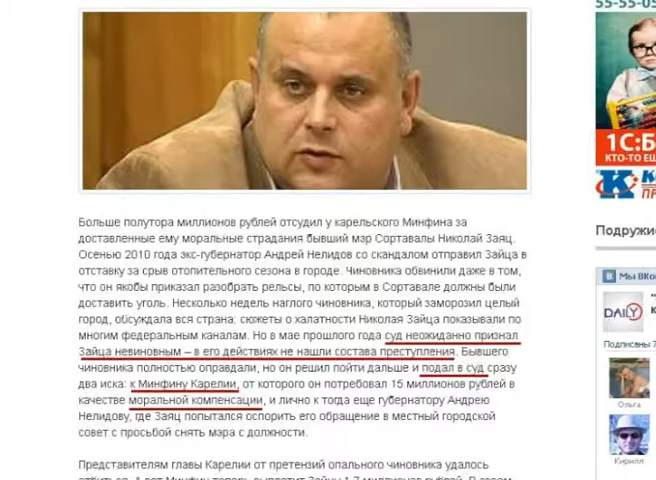 55-55-05
1С:Б
КТО-ТО ЕЩ
Больше полутора миллионов рублей отсудил у карельского Минфина за
доставленные ему моральные страдания бывший мэр Сортавалы Николай Заяц.
Осенью 2010 года экс-губернатор Андрей Нелидов со скандалом отправил Зайца в
отставку за срыв отопительного сезона в городе. Чиновника обвинили даже в том,
что он якобы приказал разобрать рельсы, по которым в Сортавале должны были
доставить уголь. Несколько недель наглого чиновника, который заморозил целый
город, обсуждала вся страна: сюжеты о халатности Николая Зайца показывали по
многим федеральным каналам. Но в мае прошлого года суд неожиданно признал
Зайца невиновным – в его действиях не нашли состава преступления. Бывшего
чиновника полностью оправдали, но он решил пойти дальше и подал в суд сразу
два иска: к Минфину Карелии, от которого он потребовал 15 миллионов рублей в
качестве моральной компенсации, и лично к тогда еще губернатору Андрею
Нелидову, где Заяц попытался оспорить его обращение в местный городской
совет с просьбой снять мэра с должности.
Представителям главы Карелии от претензий опального чиновника удалось
Подружи
Мы ВКо
DAILY
Подписаны 7
Ольга
Кирилл